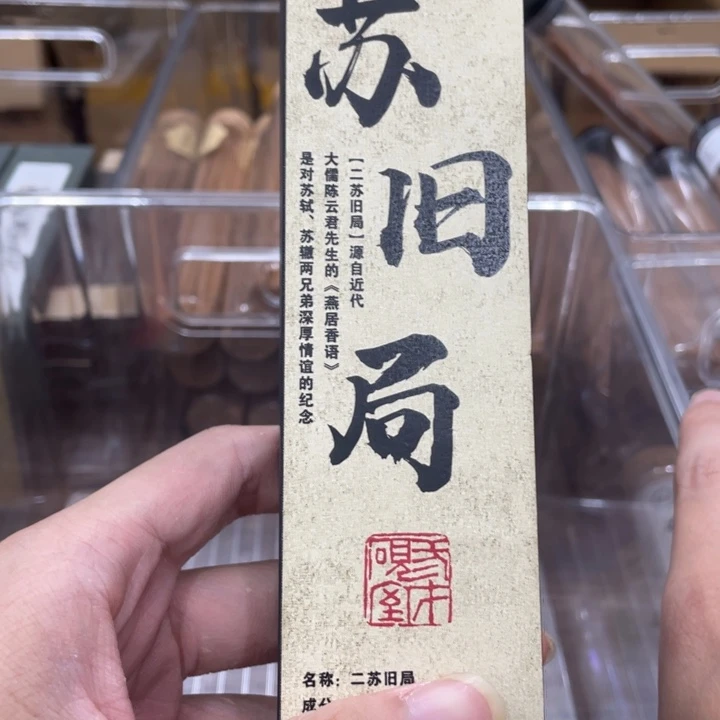 苏旧局
【二苏旧局】源自近代
大儒陈云君先生的《燕居香语》
是对苏轼、苏辙两兄弟深厚情谊的纪念
名称：二苏旧局